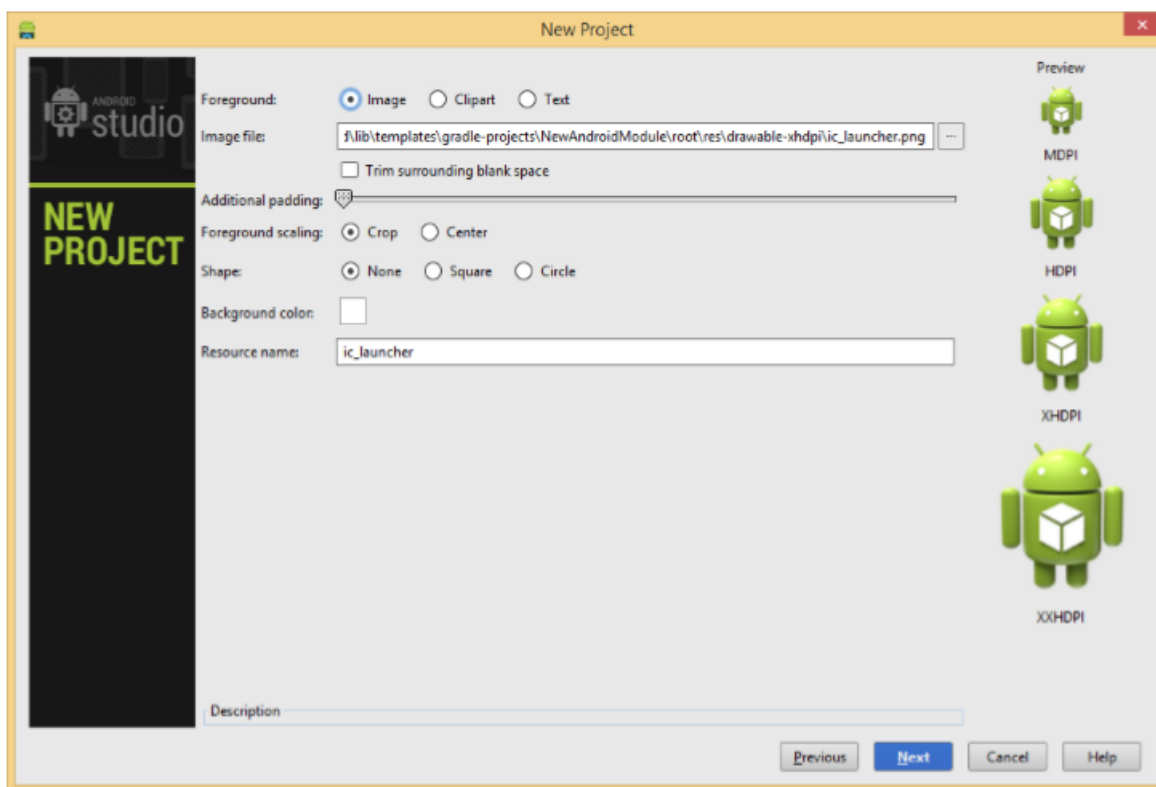 New Project
ANDROID
studio
NEW
PROJECT
Foreground: Image Clipart Text
Image file: :\lib\templates\gradle-projects\NewAndroidModule\root\res\drawable-xhdpi\ic_launcher.png ...
Trim surrounding blank space
Additional padding:
Foreground scaling: Crop Center
Shape: None Square Circle
Background color:
Resource name: ic_launcher
Preview
MDPI
HDPI
XHDPI
XXHDPI
Description
Previous Next Cancel Help